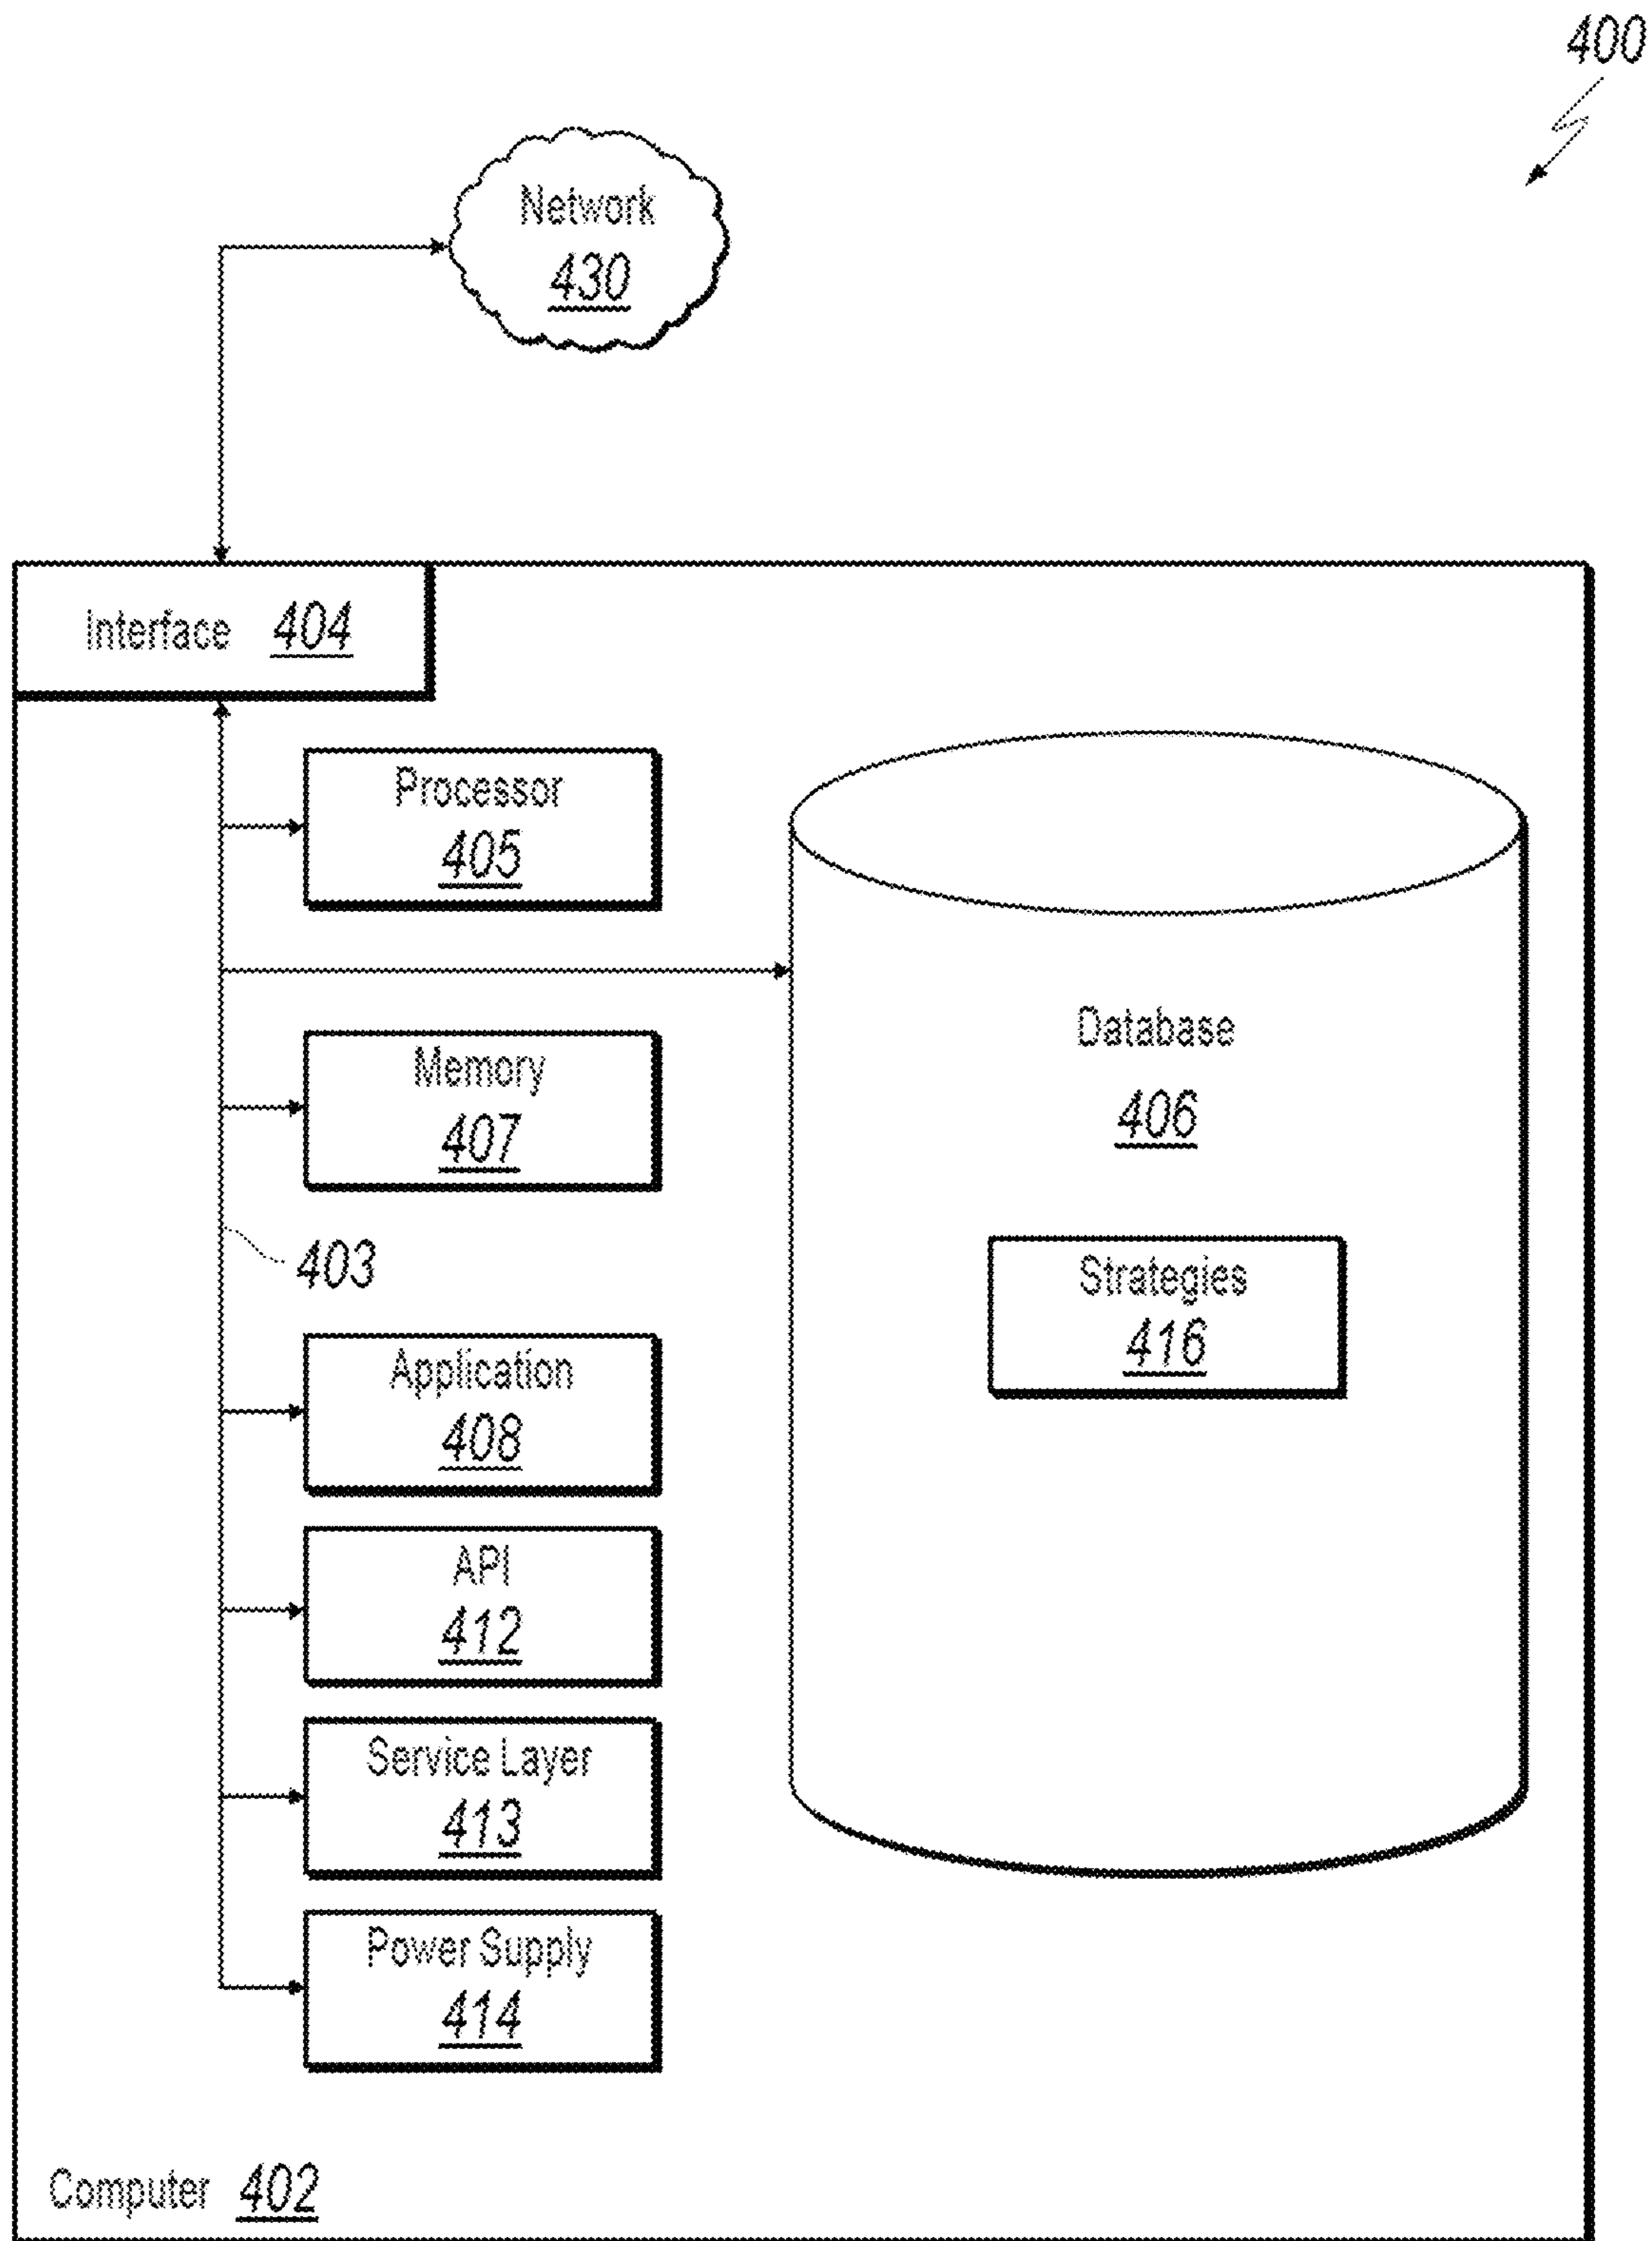 400
Network
430
Interface 404
Processor
405
Database
406
Memory
407
403
Strategies
416
Application
408
API
412
Service Layer
413
Power Supply
414
Computer 402